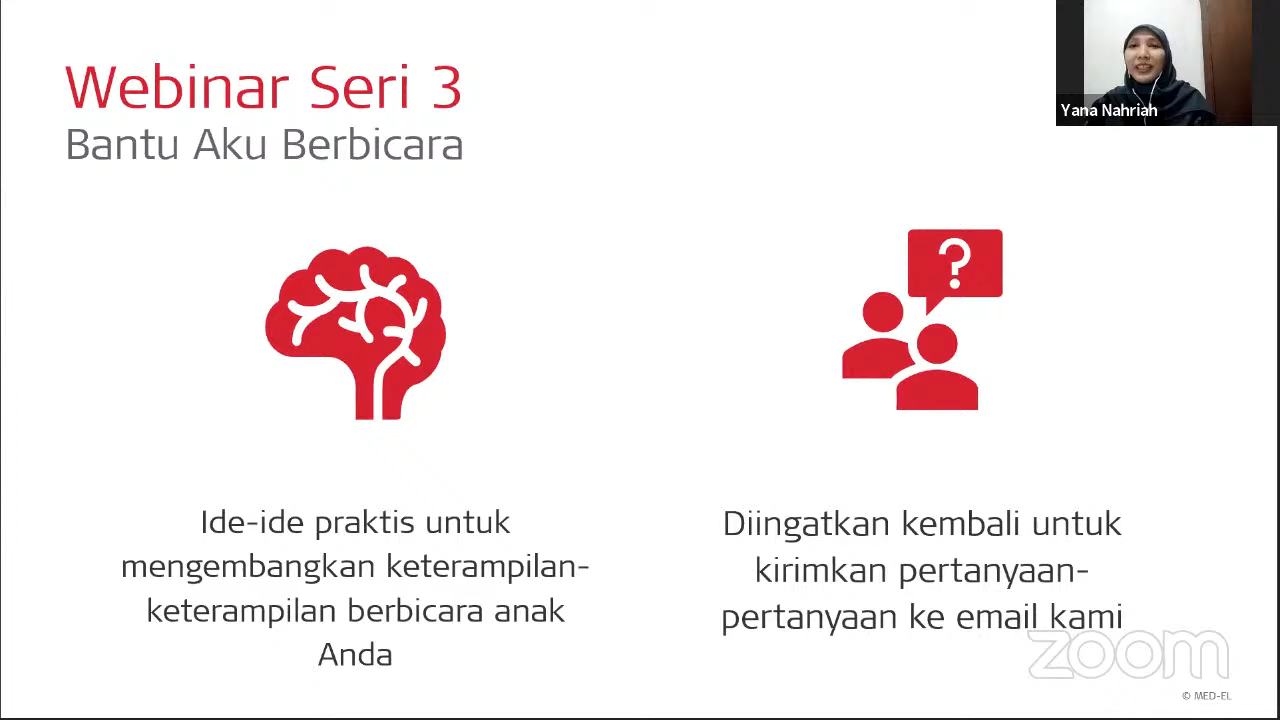 Webinar Seri 3
Bantu Aku Berbicara
Yana Nahriah
?
Ide-ide praktis untuk
mengembangkan keterampilan-
keterampilan berbicara anak
Anda
Diingatkan kembali untuk
kirimkan pertanyaan-
pertanyaan ke email kami
zoom
© MED-EL